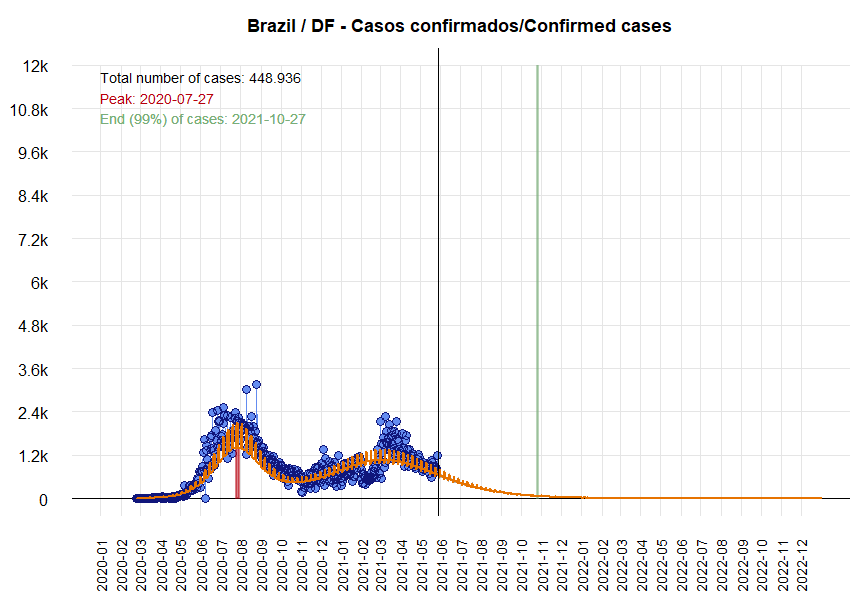 Brazil / DF - Casos confirmados/Confirmed cases
Total number of cases: 448.936
Peak: 2020-07-27
End (99%) of cases: 2021-10-27
12k
10.8k
9.6k
8.4k
7.2k
6k
4.8k
3.6k
2.4k
1.2k
0
2020-01
2020-02
2020-03
2020-04
2020-05
2020-06
2020-07
2020-08
2020-09
2020-10
2020-11
2020-12
2021-01
2021-02
2021-03
2021-04
2021-05
2021-06
2021-07
2021-08
2021-09
2021-10
2021-11
2021-12
2022-01
2022-02
2022-03
2022-04
2022-05
2022-06
2022-07
2022-08
2022-09
2022-10
2022-11
2022-12